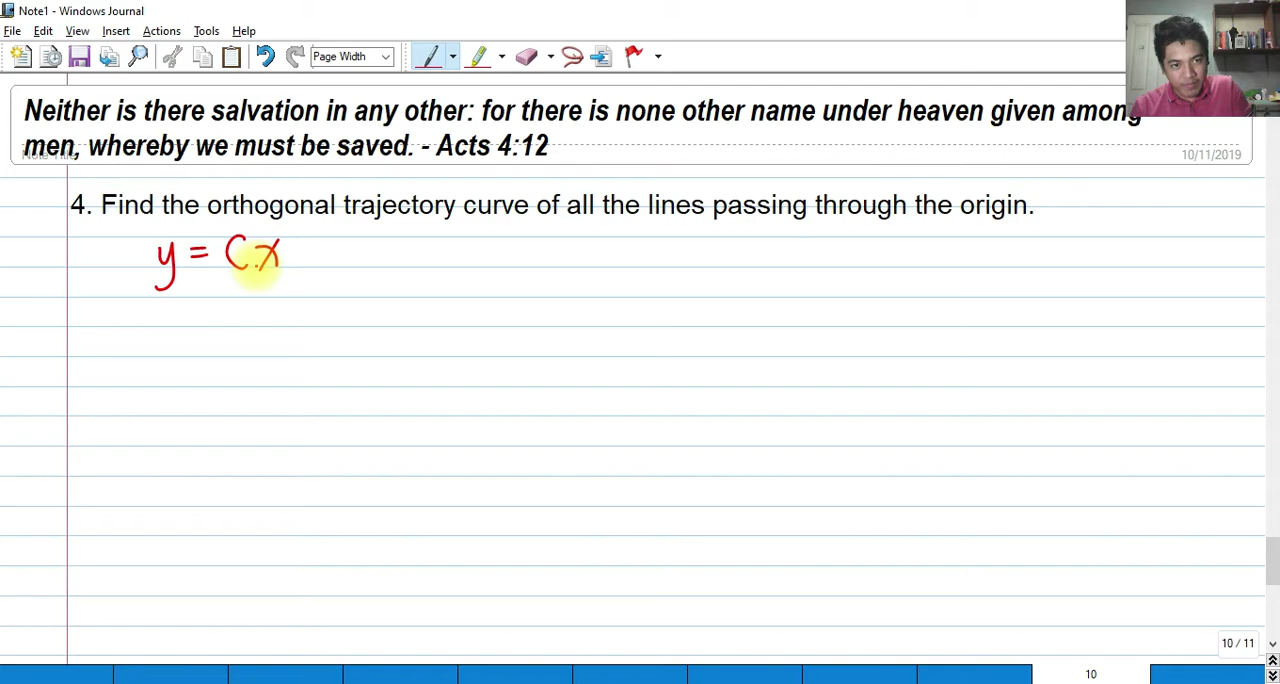 Note1 - Windows Journal
File Edit View Insert Actions Tools Help
Page Width
Neither is there salvation in any other: for there is none other name under heaven given among
men, whereby we must be saved. - Acts 4:12
Note Title
10/11/2019
4. Find the orthogonal trajectory curve of all the lines passing through the origin.
y = Cx
10 / 11
10